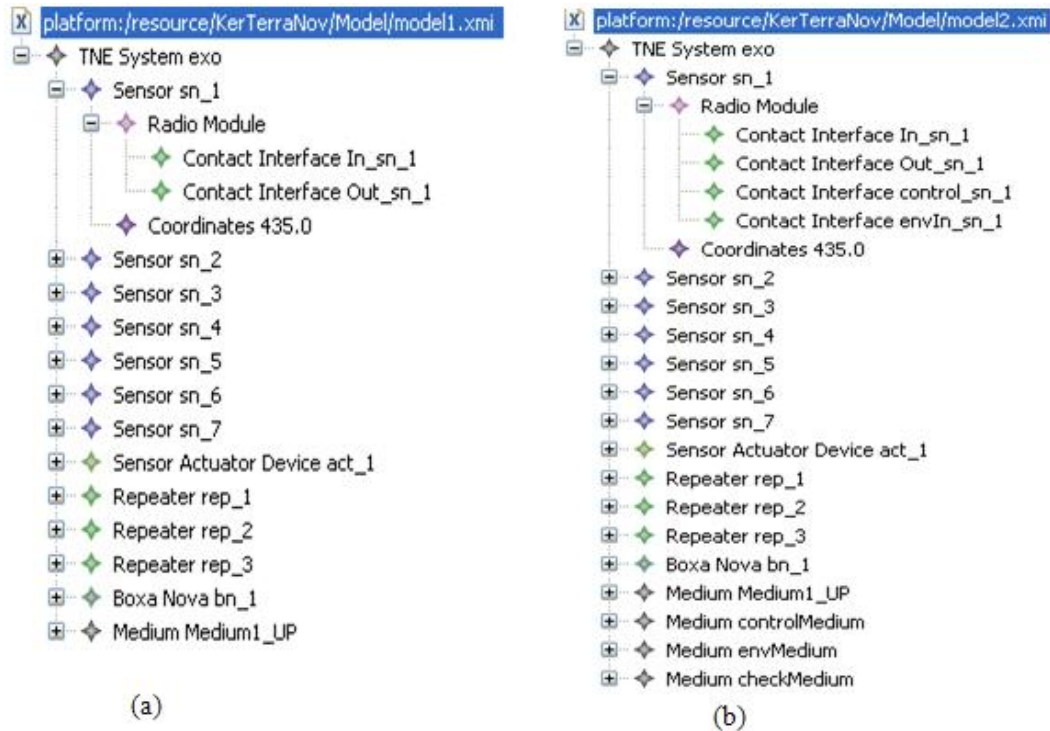 platform:/resource/KerTerraNov/Model/model1.xmi
TNE System exo
Sensor sn_1
Radio Module
Contact Interface In_sn_1
Contact Interface Out_sn_1
Coordinates 435.0
Sensor sn_2
Sensor sn_3
Sensor sn_4
Sensor sn_5
Sensor sn_6
Sensor sn_7
Sensor Actuator Device act_1
Repeater rep_1
Repeater rep_2
Repeater rep_3
Boxa Nova bn_1
Medium Medium1_UP
(a)
platform:/resource/KerTerraNov/Model/model2.xmi
TNE System exo
Sensor sn_1
Radio Module
Contact Interface In_sn_1
Contact Interface Out_sn_1
Contact Interface control_sn_1
Contact Interface envIn_sn_1
Coordinates 435.0
Sensor sn_2
Sensor sn_3
Sensor sn_4
Sensor sn_5
Sensor sn_6
Sensor sn_7
Sensor Actuator Device act_1
Repeater rep_1
Repeater rep_2
Repeater rep_3
Boxa Nova bn_1
Medium Medium1_UP
Medium controlMedium
Medium envMedium
Medium checkMedium
(b)